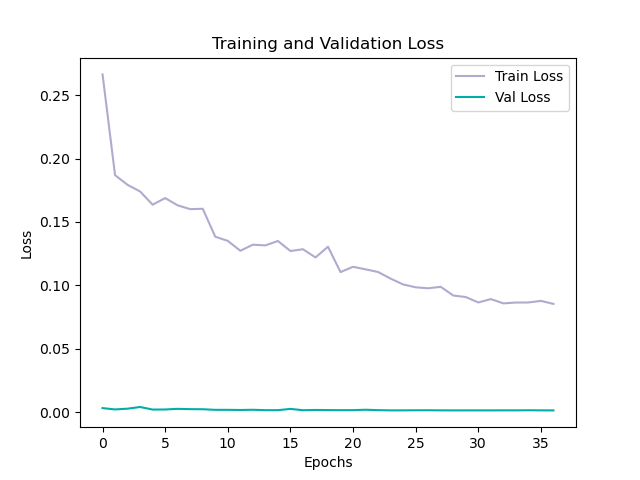 Training and Validation Loss
Train Loss
Val Loss
0.25
0.20
0.15
0.10
0.05
0.00
Loss
0 5 10 15 20 25 30 35
Epochs